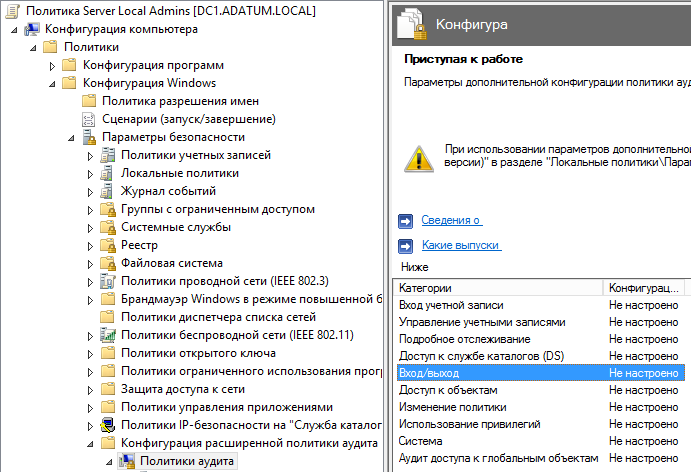 Политика Server Local Admins [DC1.ADATUM.LOCAL]
Конфигурация компьютера
Политики
Конфигурация программ
Конфигурация Windows
Политика разрешения имен
Сценарии (запуск/завершение)
Параметры безопасности
Политики учетных записей
Локальные политики
Журнал событий
Группы с ограниченным доступом
Системные службы
Реестр
Файловая система
Политики проводной сети (IEEE 802.3)
Брандмауэр Windows в режиме повышенной б
Политики диспетчера списка сетей
Политики беспроводной сети (IEEE 802.11)
Политики открытого ключа
Политики ограниченного использования прог
Защита доступа к сети
Политики управления приложениями
Политики IP-безопасности на "Служба каталог
Конфигурация расширенной политики аудита
Политики аудита
Конфигура
Приступая к работе
Параметры дополнительной конфигурации политики ауд
При использовании параметров дополнительной
версии)" в разделе "Локальные политики\Пара
Сведения о
Какие выпуски
Ниже
Категории Конфигурац...
Вход учетной записи Не настроено
Управление учетными записями Не настроено
Подробное отслеживание Не настроено
Доступ к службе каталогов (DS) Не настроено
Вход/выход Не настроено
Доступ к объектам Не настроено
Изменение политики Не настроено
Использование привилегий Не настроено
Система Не настроено
Аудит доступа к глобальным объектам Не настроено